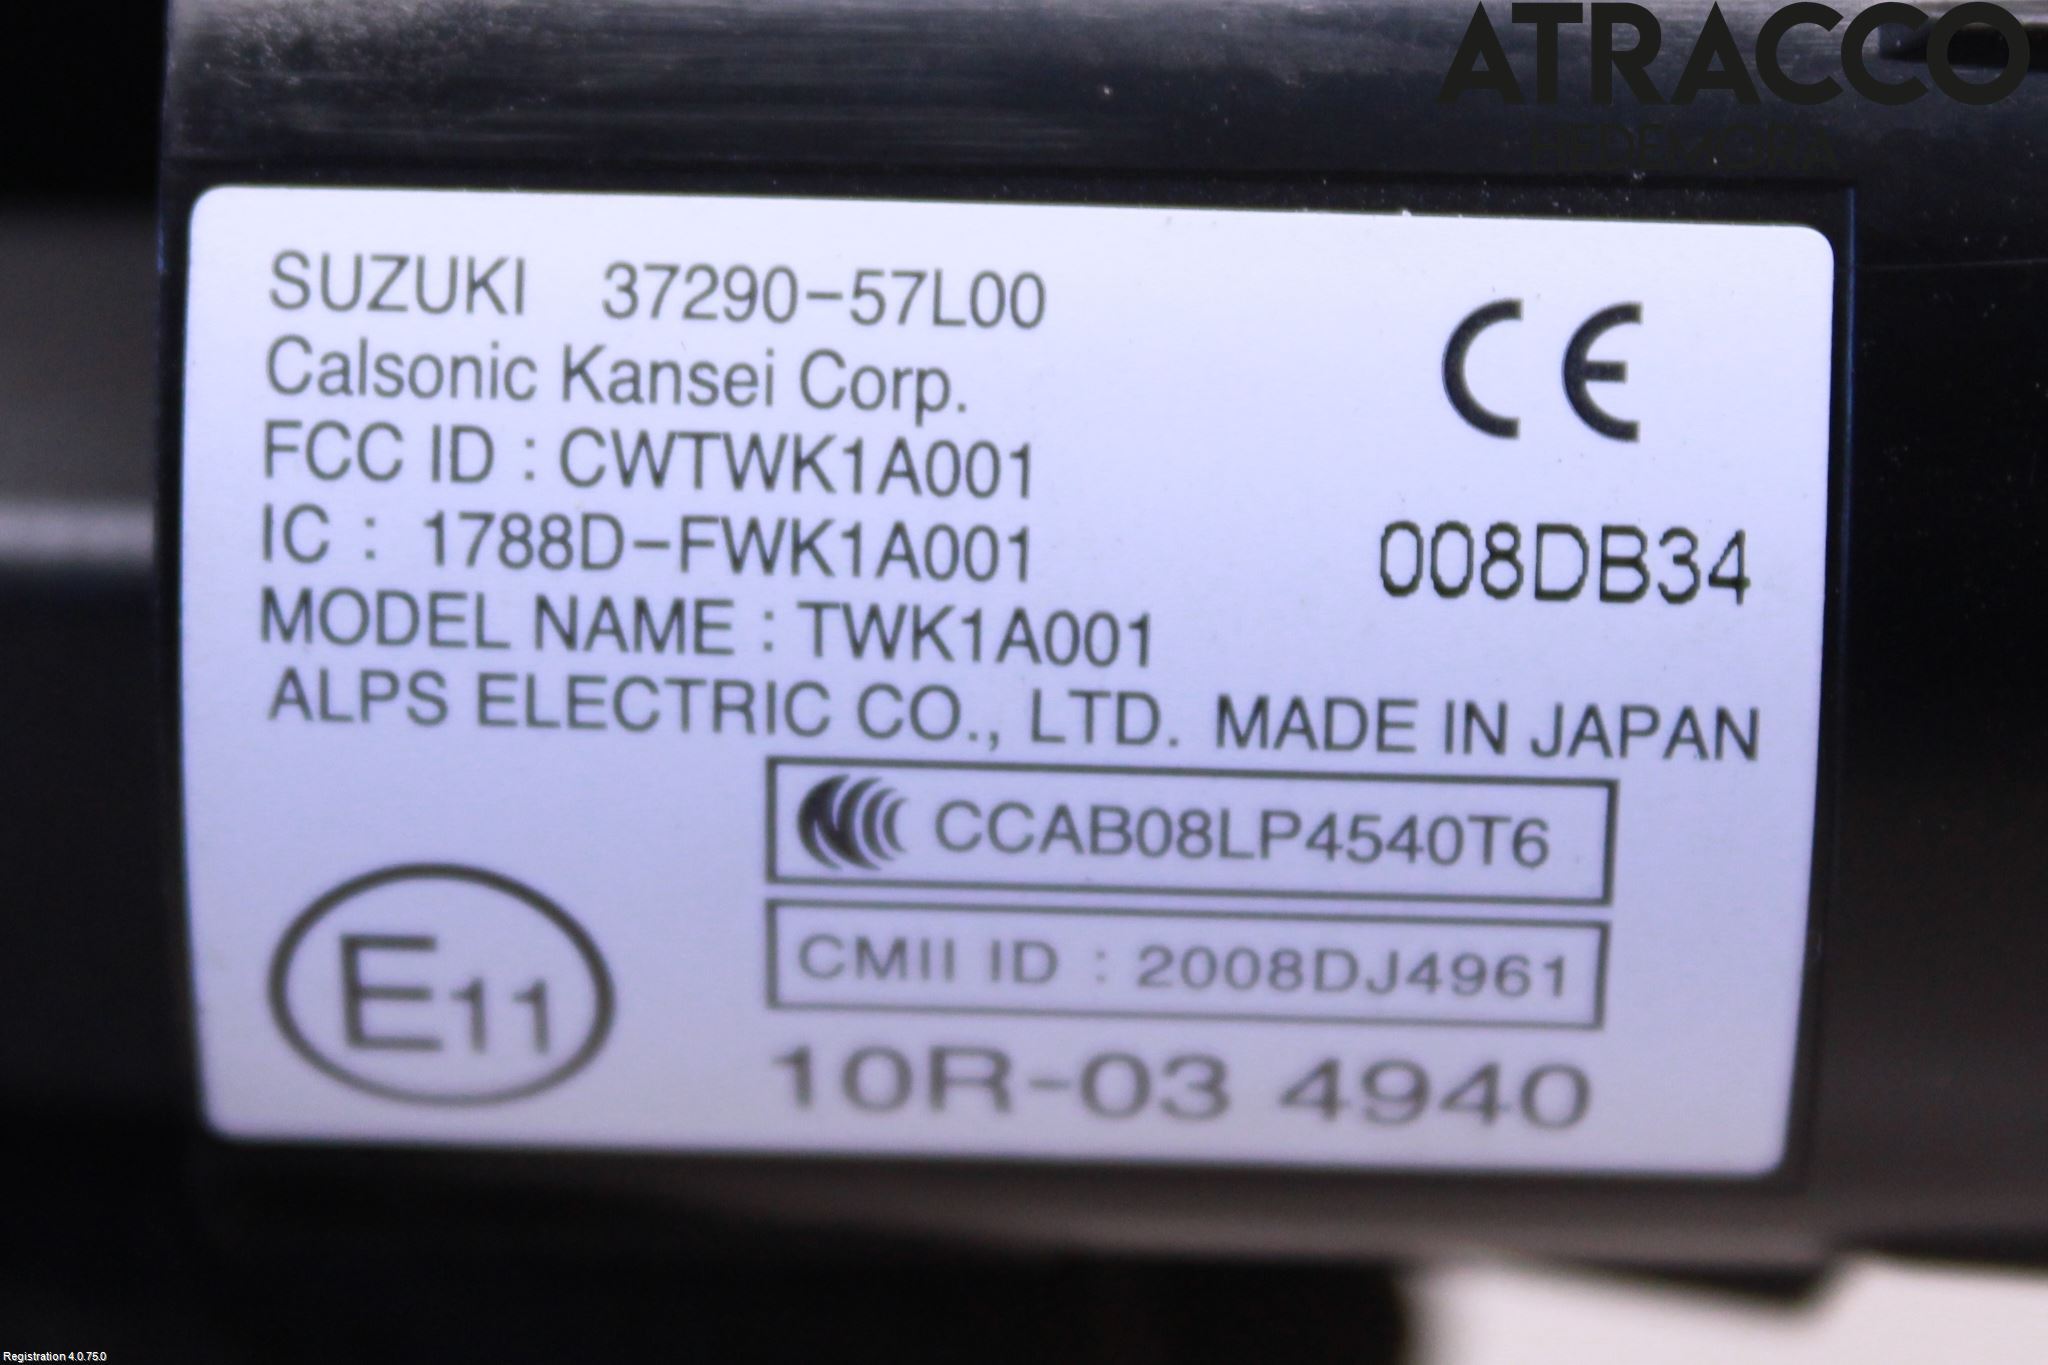 ATRACCO
HEDEMORA
SUZUKI 37290-57L00
Calsonic Kansei Corp.
FCC ID : CWTWK1A001
IC : 1788D-FWK1A001
MODEL NAME : TWK1A001
ALPS ELECTRIC CO., LTD. MADE IN JAPAN
CE
008DB34
CCAB08LP4540T6
CMII ID : 2008DJ4961
E11
10R-03 4940
Registration 4.0.75.0